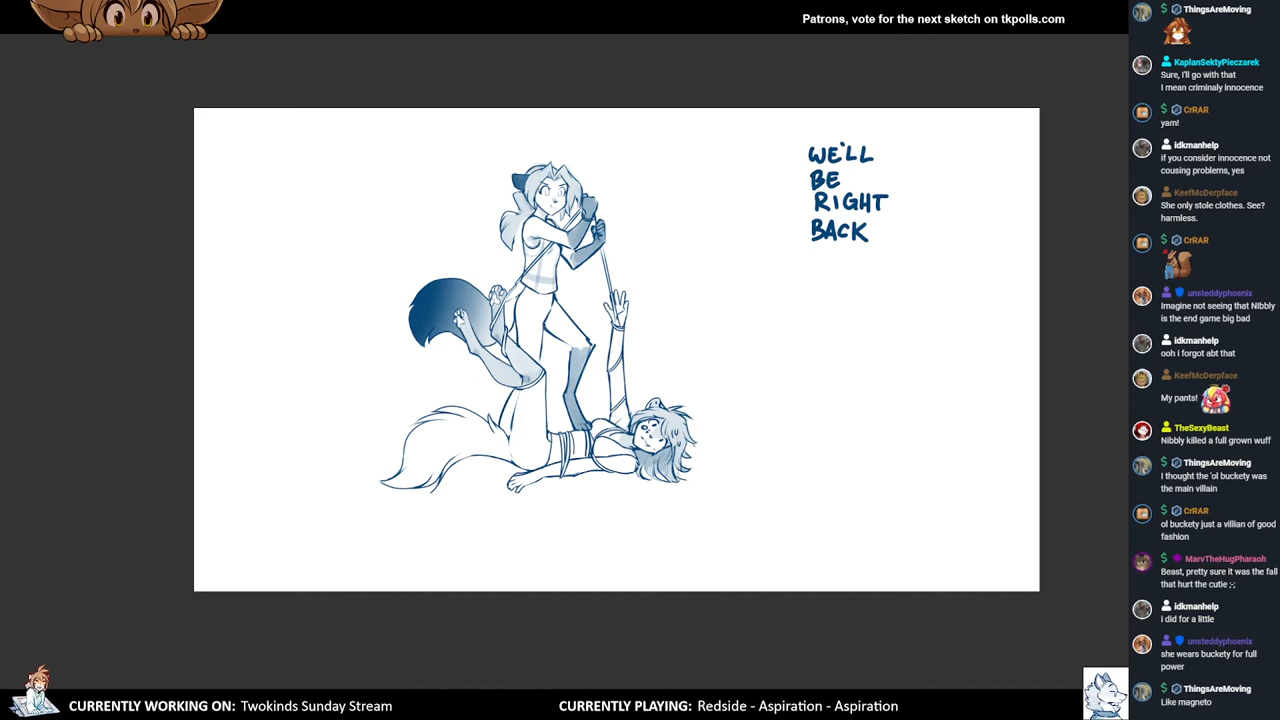 Patrons, vote for the next sketch on tkpolls.com
WE'LL
BE
RIGHT
BACK
$ ThingsAreMoving
KaplanSektyPieczarek
Sure, I'll go with that
I mean criminaly innocence
$ CrRAR
yarn!
idkmanhelp
if you consider innocence not
cousing problems, yes
KeefMcDerpface
She only stole clothes. See?
harmless.
$ CrRAR
unsteddyphoenix
Imagine not seeing that Nibbly
is the end game big bad
idkmanhelp
ooh i forgot abt that
KeefMcDerpface
My pants!
TheSexyBeast
Nibbly killed a full grown wuff
$ ThingsAreMoving
I thought the 'ol buckety was
the main villain
$ CrRAR
ol buckety just a villian of good
fashion
$ MarvTheHugPharaoh
Beast, pretty sure it was the fall
that hurt the cutie ;-;
idkmanhelp
i did for a little
unsteddyphoenix
she wears buckety for full
power
$ ThingsAreMoving
Like magneto
CURRENTLY WORKING ON: Twokinds Sunday Stream
CURRENTLY PLAYING: Redside - Aspiration - Aspiration